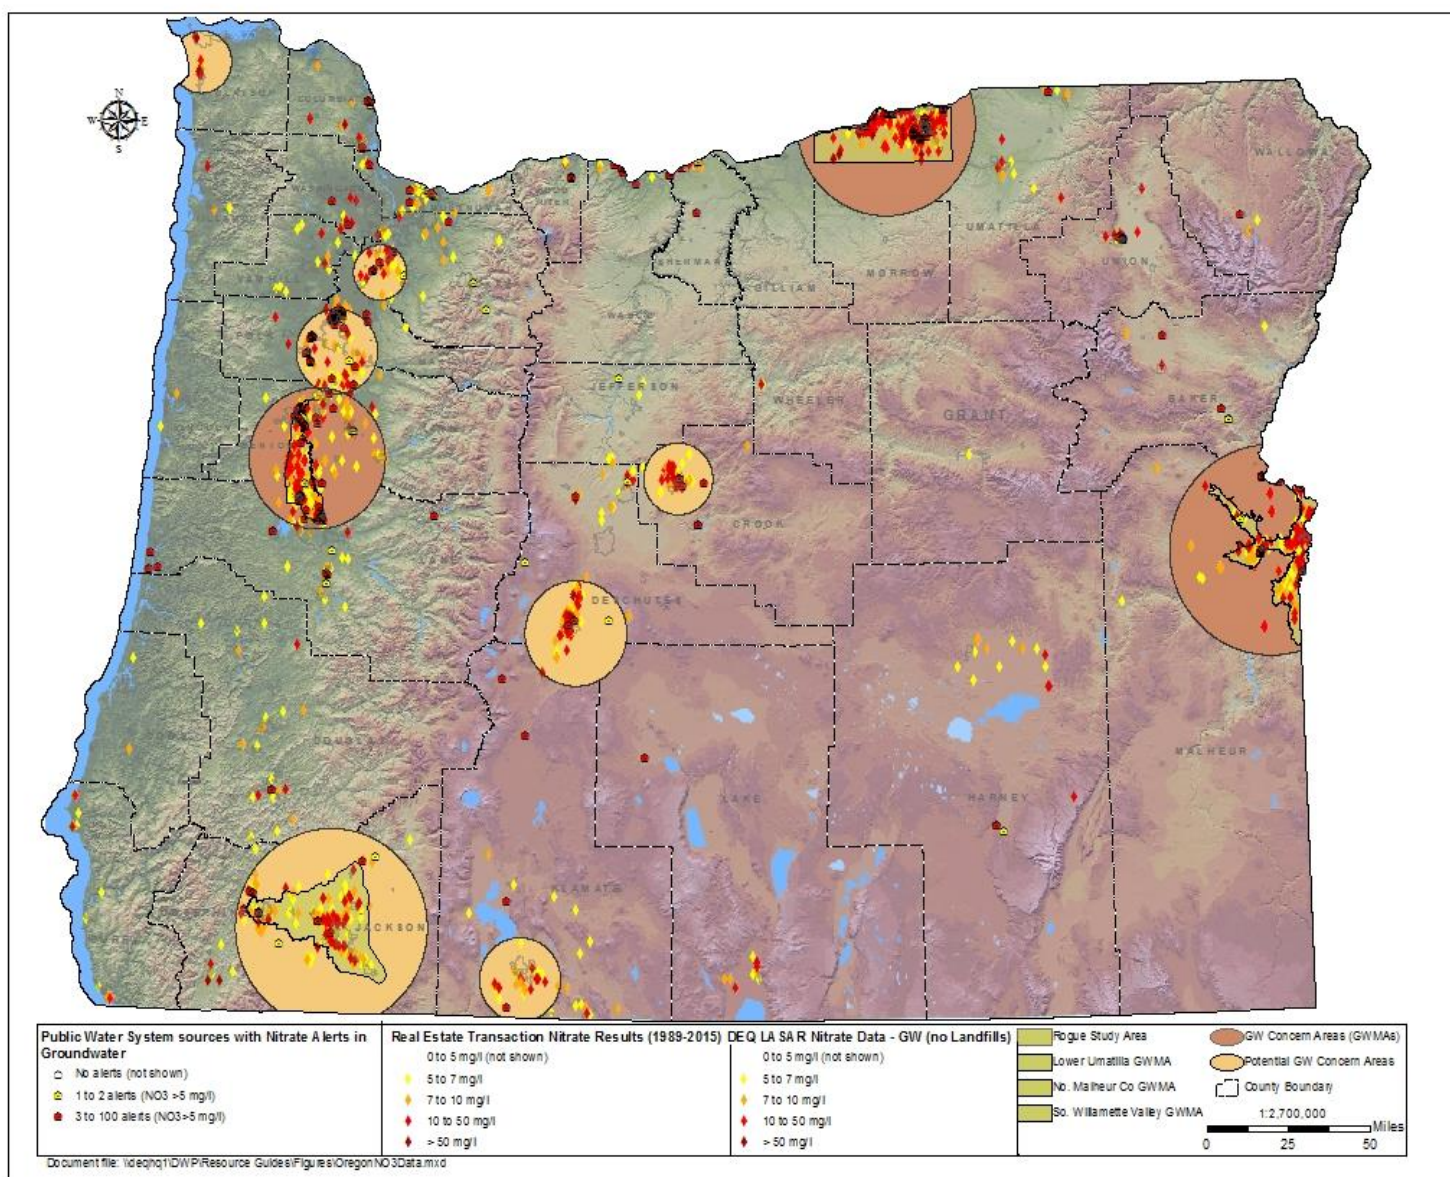 N
W E
S
CLATSOP
COLUMBIA
WALLOWA
UMATILLA
SHERMAN
MORROW
UNION
GILLIAM
WASCO
JEFFERSON
WHEELER
GRANT
BAKER
CROOK
DESCHUTES
DOUGLAS
MALHEUR
LAKE
HARNEY
KLAMATH
JACKSON
CURRY
Public Water System sources with Nitrate Alerts in
Groundwater
No alerts (not shown)
1 to 2 alerts (NO3 >5 mg/l)
3 to 100 alerts (NO3>5 mg/l)
Real Estate Transaction Nitrate Results (1989-2015)
0 to 5 mg/l (not shown)
5 to 7 mg/l
7 to 10 mg/l
10 to 50 mg/l
> 50 mg/l
DEQ LASAR Nitrate Data - GW (no Landfills)
0 to 5 mg/l (not shown)
5 to 7 mg/l
7 to 10 mg/l
10 to 50 mg/l
> 50 mg/l
Rogue Study Area
Lower Umatilla GWMA
No. Malheur Co GWMA
So. Willamette Valley GWMA
GW Concern Areas (GWMAs)
Potential GW Concern Areas
County Boundary
1:2,700,000
Miles
0 25 50
Document file: \\deqhq1\DWP\Resource Guides\Figures\OregonNO3Data.mxd